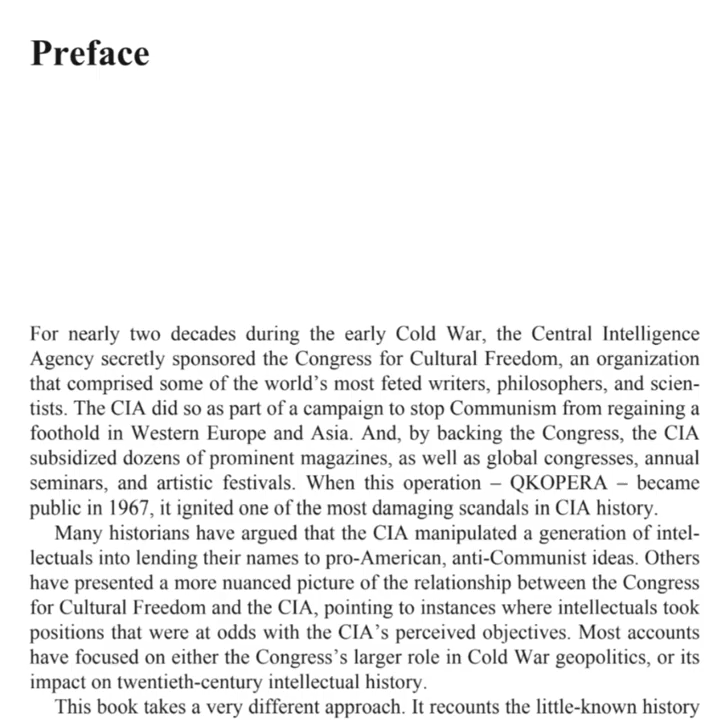 Preface
For nearly two decades during the early Cold War, the Central Intelligence
Agency secretly sponsored the Congress for Cultural Freedom, an organization
that comprised some of the world’s most feted writers, philosophers, and scien-
tists. The CIA did so as part of a campaign to stop Communism from regaining a
foothold in Western Europe and Asia. And, by backing the Congress, the CIA
subsidized dozens of prominent magazines, as well as global congresses, annual
seminars, and artistic festivals. When this operation – QKOPERA – became
public in 1967, it ignited one of the most damaging scandals in CIA history.
Many historians have argued that the CIA manipulated a generation of intel-
lectuals into lending their names to pro-American, anti-Communist ideas. Others
have presented a more nuanced picture of the relationship between the Congress
for Cultural Freedom and the CIA, pointing to instances where intellectuals took
positions that were at odds with the CIA’s perceived objectives. Most accounts
have focused on either the Congress’s larger role in Cold War geopolitics, or its
impact on twentieth-century intellectual history.
This book takes a very different approach. It recounts the little-known history